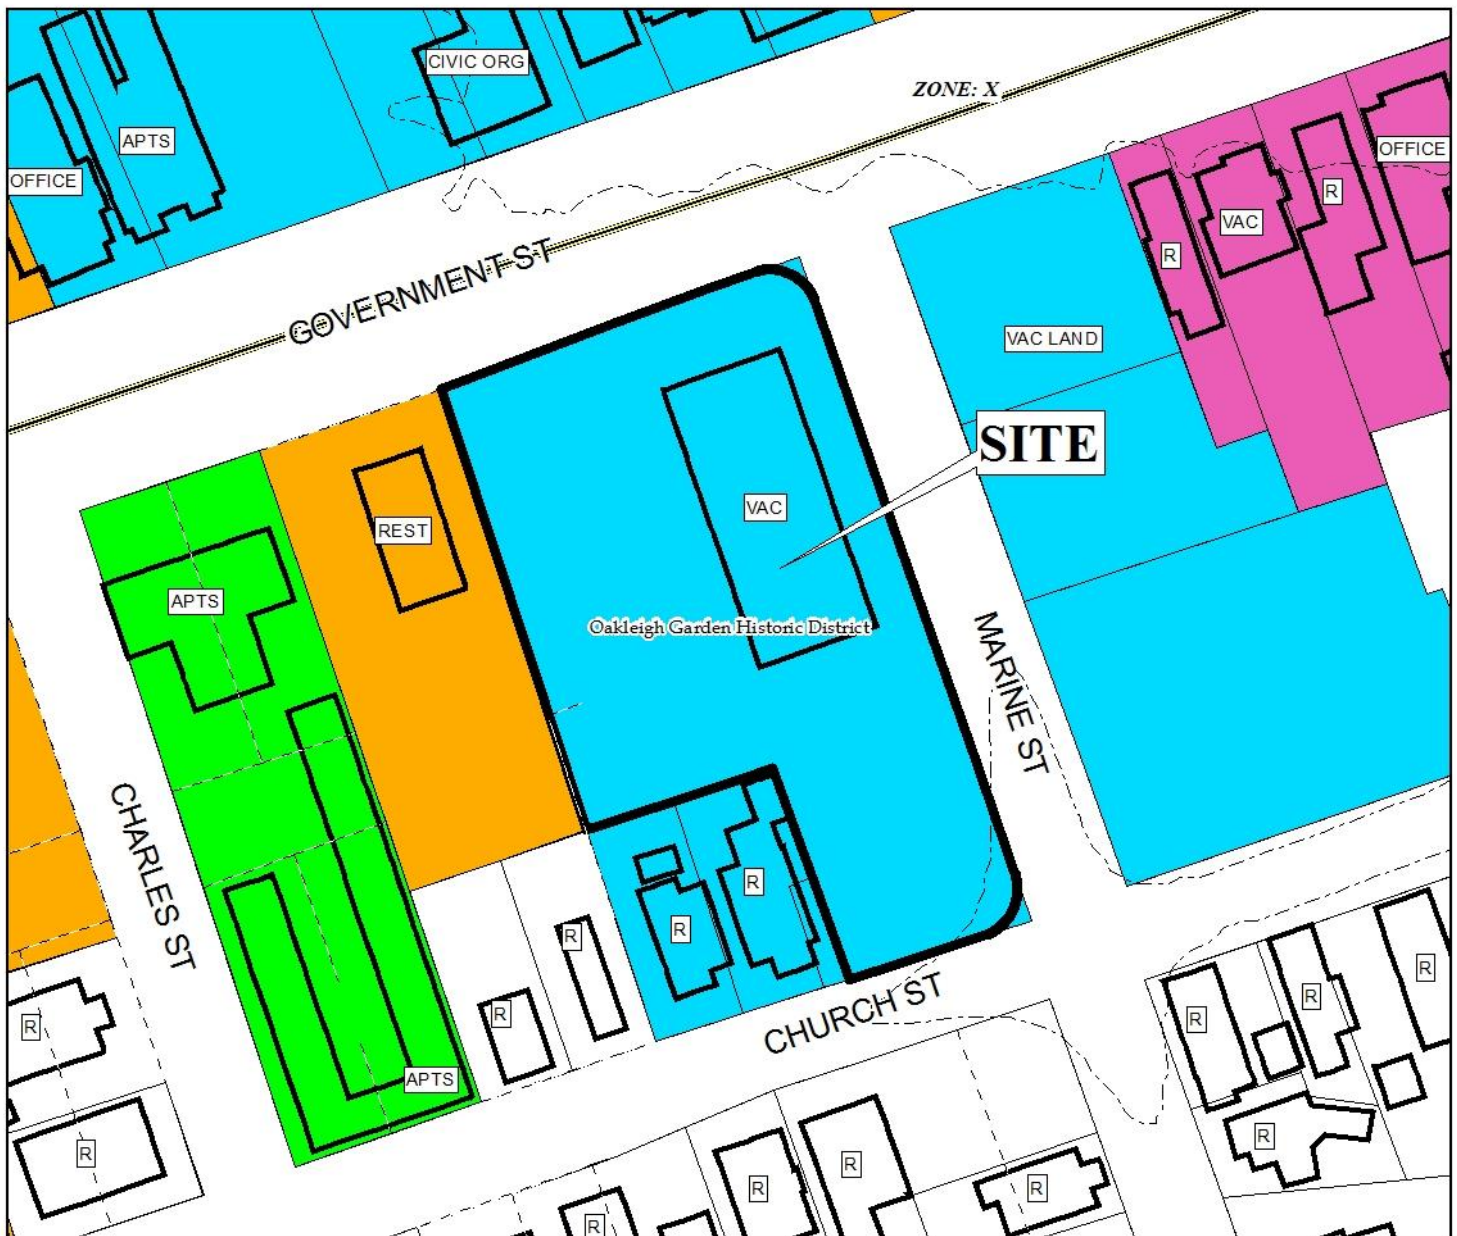 CIVIC ORG
ZONE: X
APTS
OFFICE
OFFICE
R
VAC
R
GOVERNMENT ST
VAC LAND
SITE
VAC
REST
APTS
Oakleigh Garden Historic District
MARINE ST
CHARLES ST
R
R
R
R
R
R
R
CHURCH ST
R
R
APTS
R
R
R
R
R
R